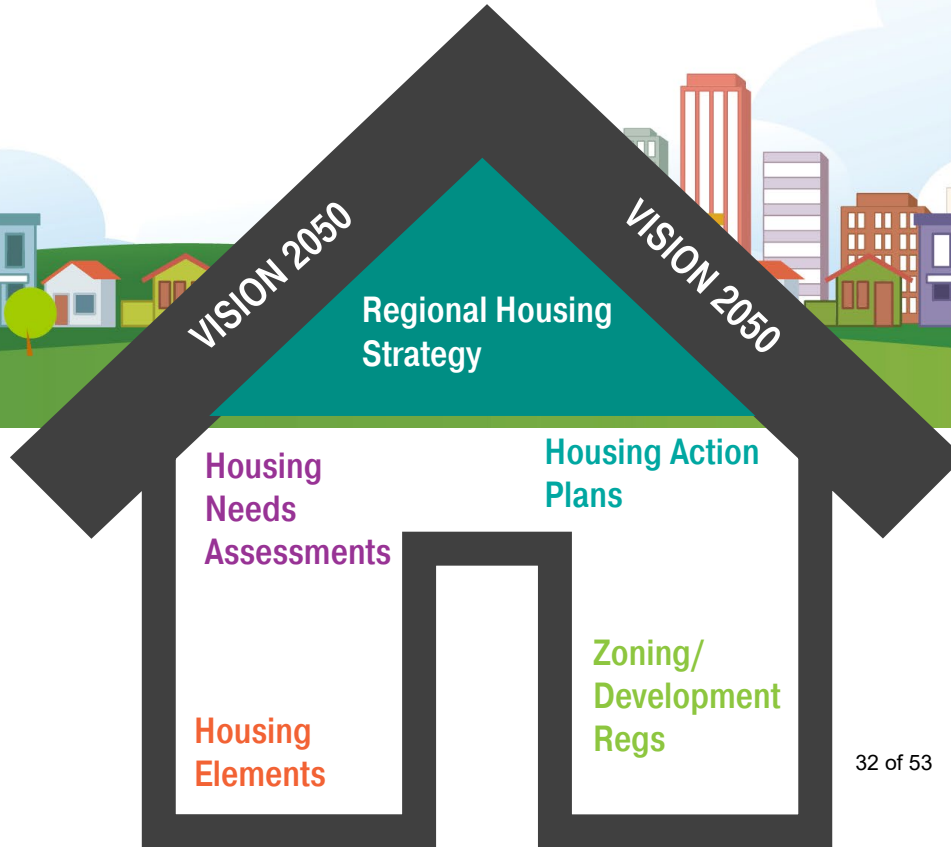 VISION 2050
VISION 2050
Regional Housing
Strategy
Housing
Needs
Assessments
Housing Action
Plans
Zoning/
Development
Regs
Housing
Elements
32 of 53